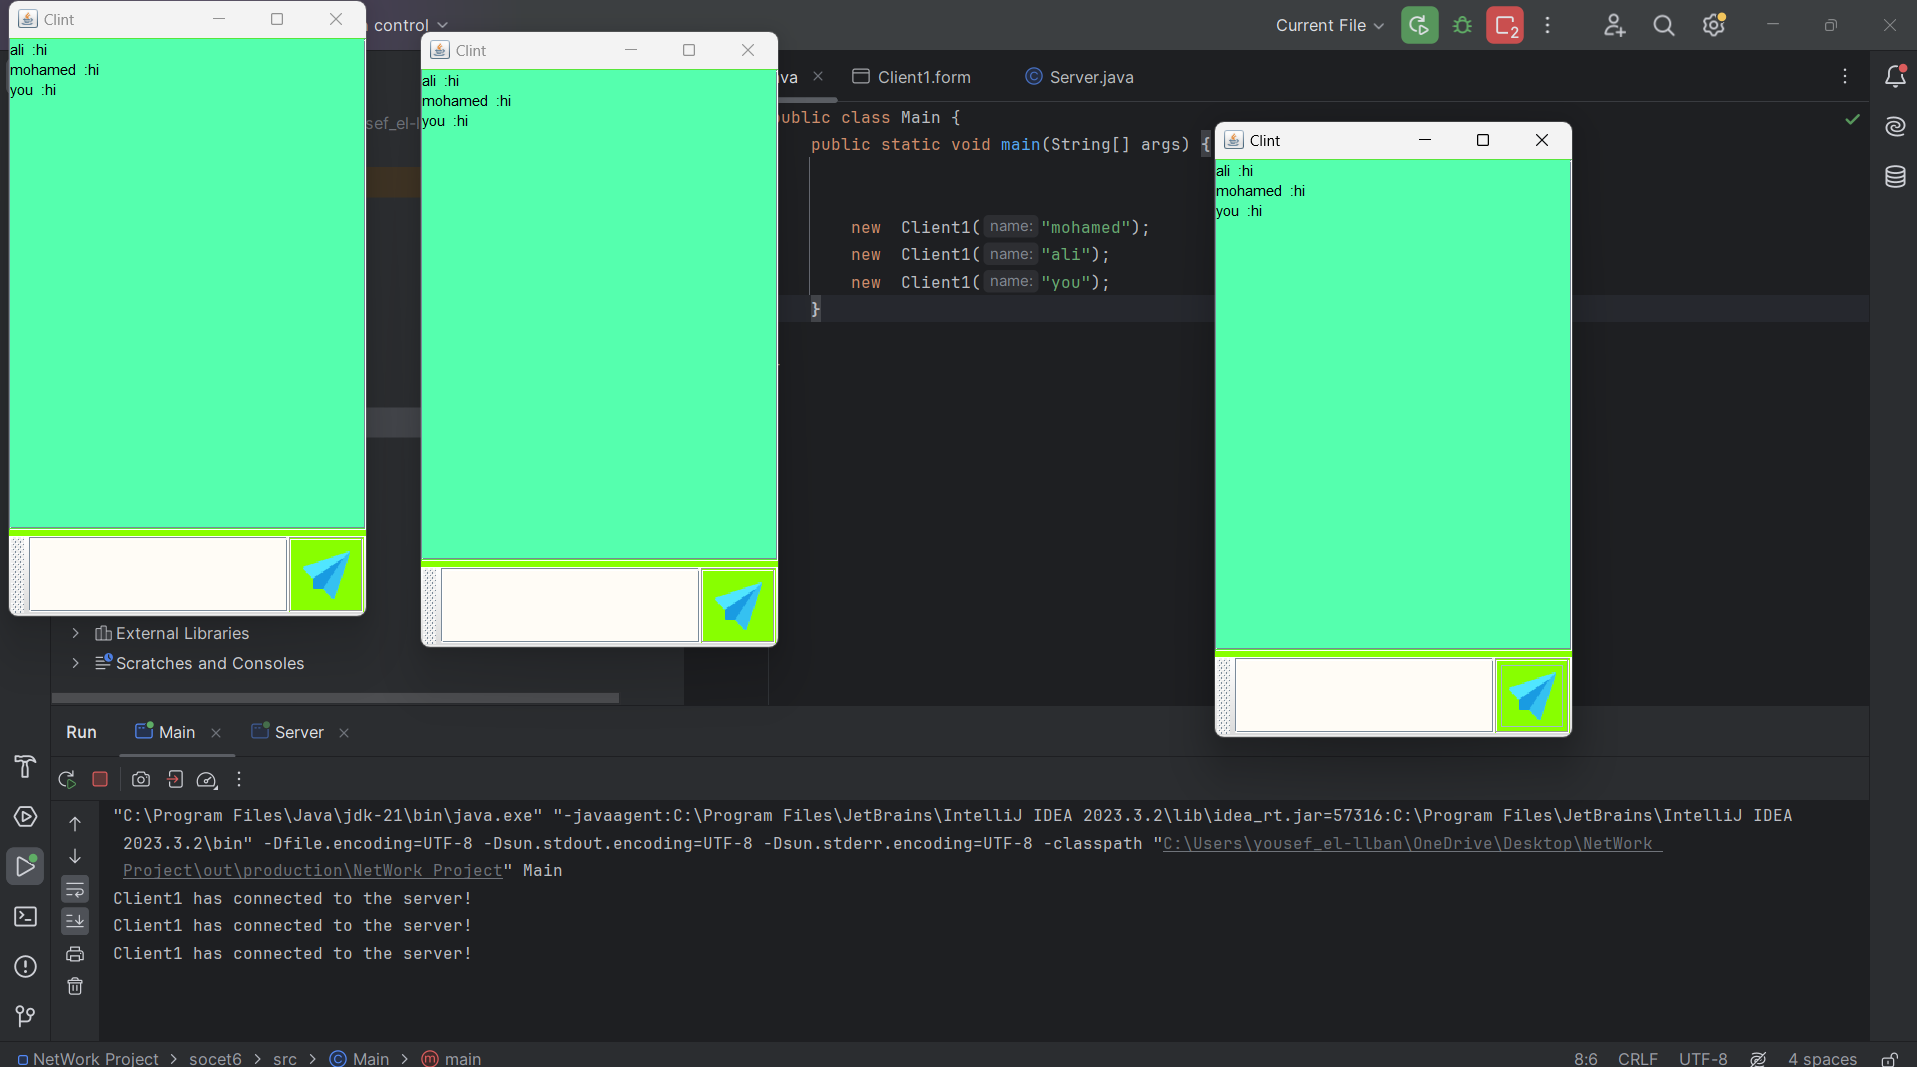 Clint
ali  :hi
mohamed  :hi
you  :hi
control
Clint
ali  :hi
mohamed  :hi
you  :hi
Current File
2
Client1.form
Server.java
public class Main {
public static void main(String[] args) {
new  Client1( name: "mohamed");
new  Client1( name: "ali");
new  Client1( name: "you");
}
Clint
ali  :hi
mohamed  :hi
you  :hi
External Libraries
Scratches and Consoles
Run
Main
Server
"C:\Program Files\Java\jdk-21\bin\java.exe" "-javaagent:C:\Program Files\JetBrains\IntelliJ IDEA 2023.3.2\lib\idea_rt.jar=57316:C:\Program Files\JetBrains\IntelliJ IDEA
2023.3.2\bin" -Dfile.encoding=UTF-8 -Dsun.stdout.encoding=UTF-8 -Dsun.stderr.encoding=UTF-8 -classpath "C:\Users\yousef_el-llban\OneDrive\Desktop\NetWork
Project\out\production\NetWork Project" Main
Client1 has connected to the server!
Client1 has connected to the server!
Client1 has connected to the server!
NetWork Project > socet6 > src > Main > main
8:6 CRLF UTF-8 4 spaces